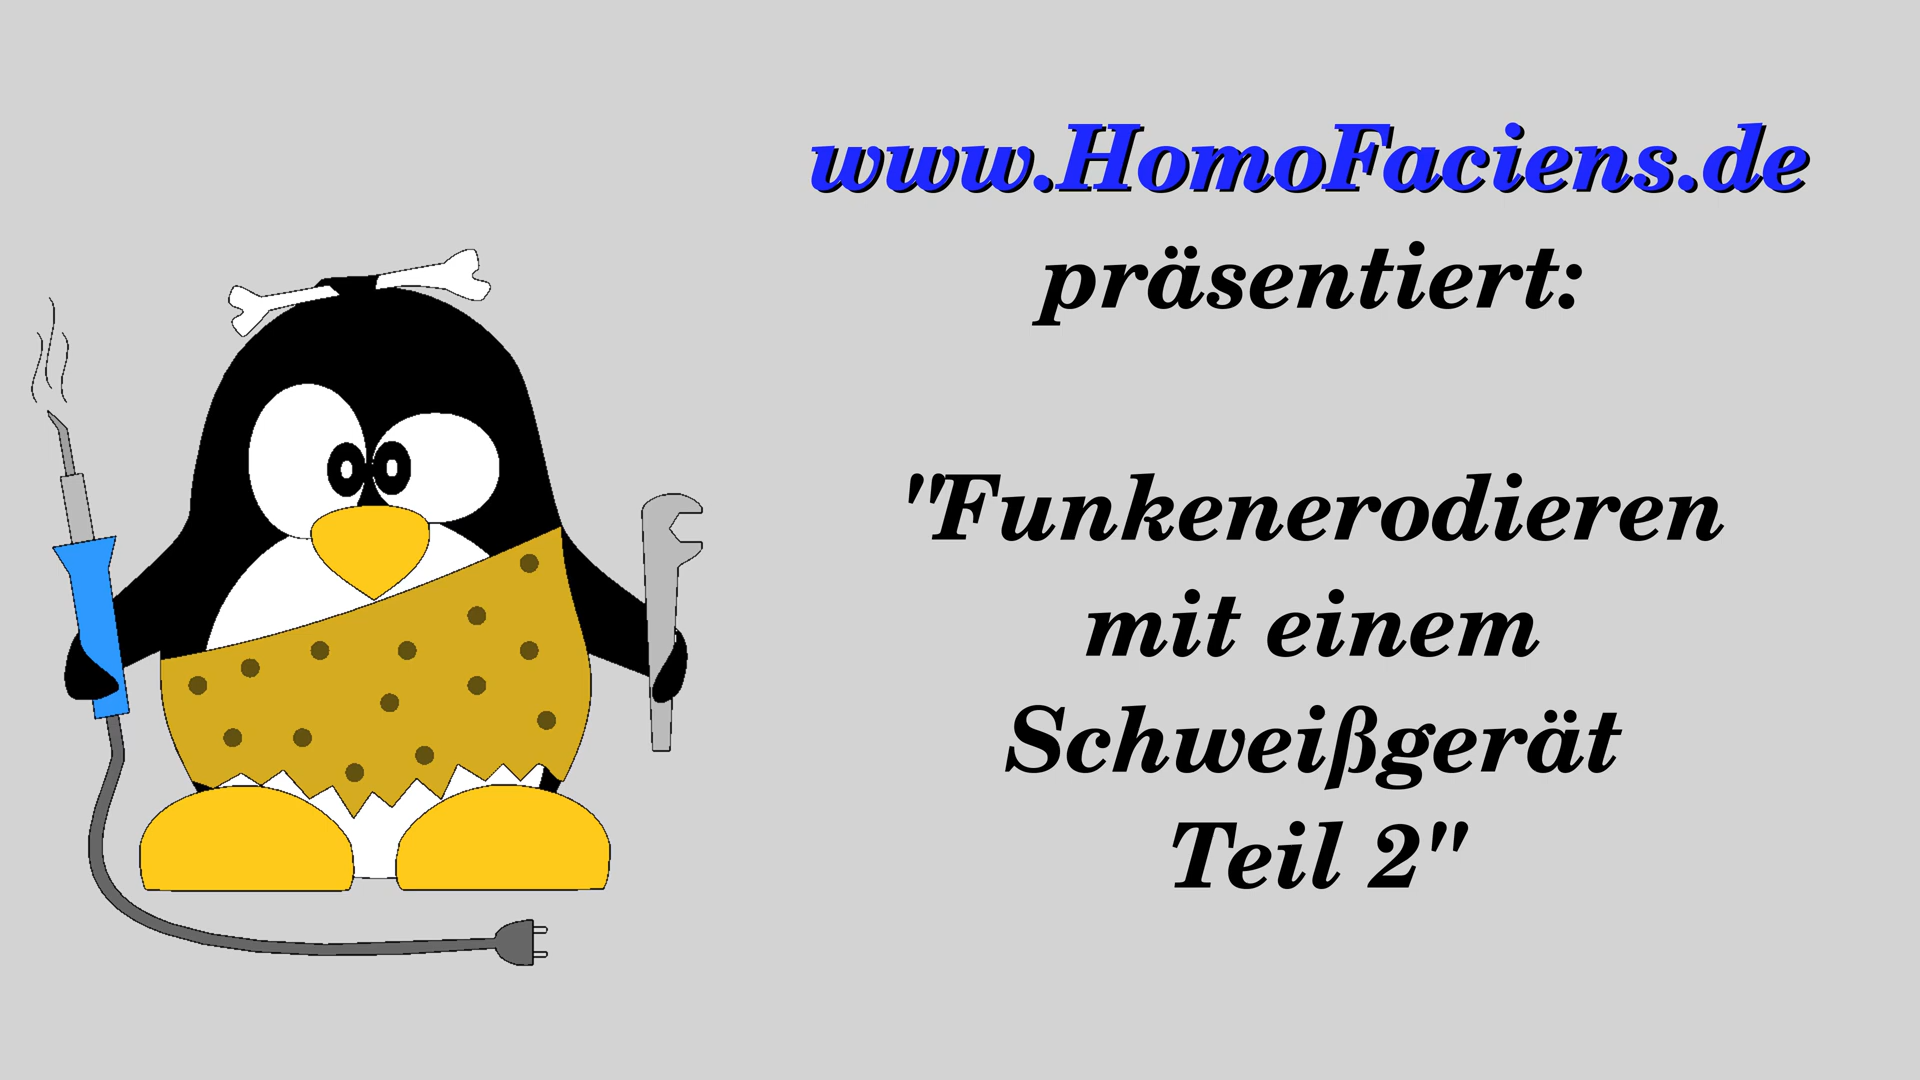 www.HomoFaciens.de
präsentiert:
"Funkenerodieren
mit einem
Schweißgerät
Teil 2"